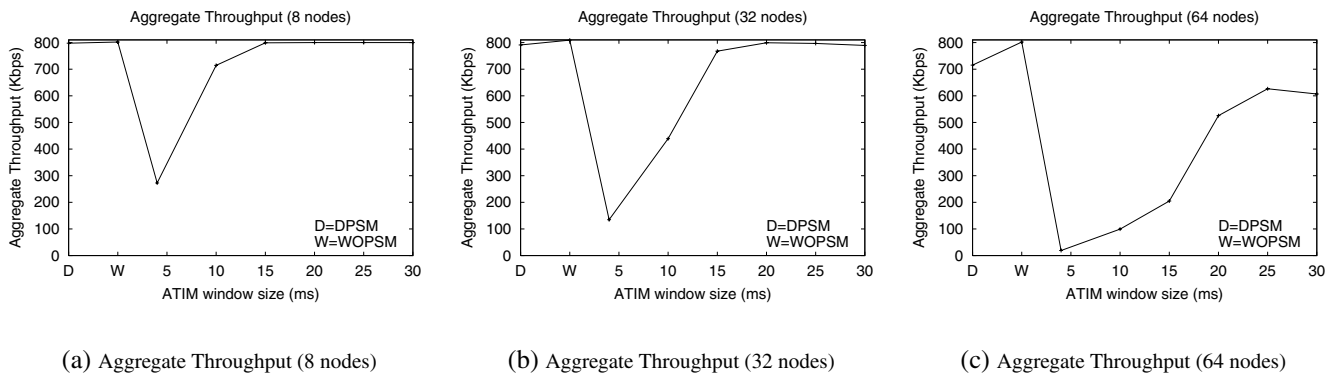 Aggregate Throughput (8 nodes)
Aggregate Throughput (Kbps)
800
700
600
500
400
300
200
100
0
D=DPSM
W=WOPSM
D W 5 10 15 20 25 30
ATIM window size (ms)
(a) Aggregate Throughput (8 nodes)
Aggregate Throughput (32 nodes)
Aggregate Throughput (Kbps)
800
700
600
500
400
300
200
100
0
D=DPSM
W=WOPSM
D W 5 10 15 20 25 30
ATIM window size (ms)
(b) Aggregate Throughput (32 nodes)
Aggregate Throughput (64 nodes)
Aggregate Throughput (Kbps)
800
700
600
500
400
300
200
100
0
D=DPSM
W=WOPSM
D W 5 10 15 20 25 30
ATIM window size (ms)
(c) Aggregate Throughput (64 nodes)